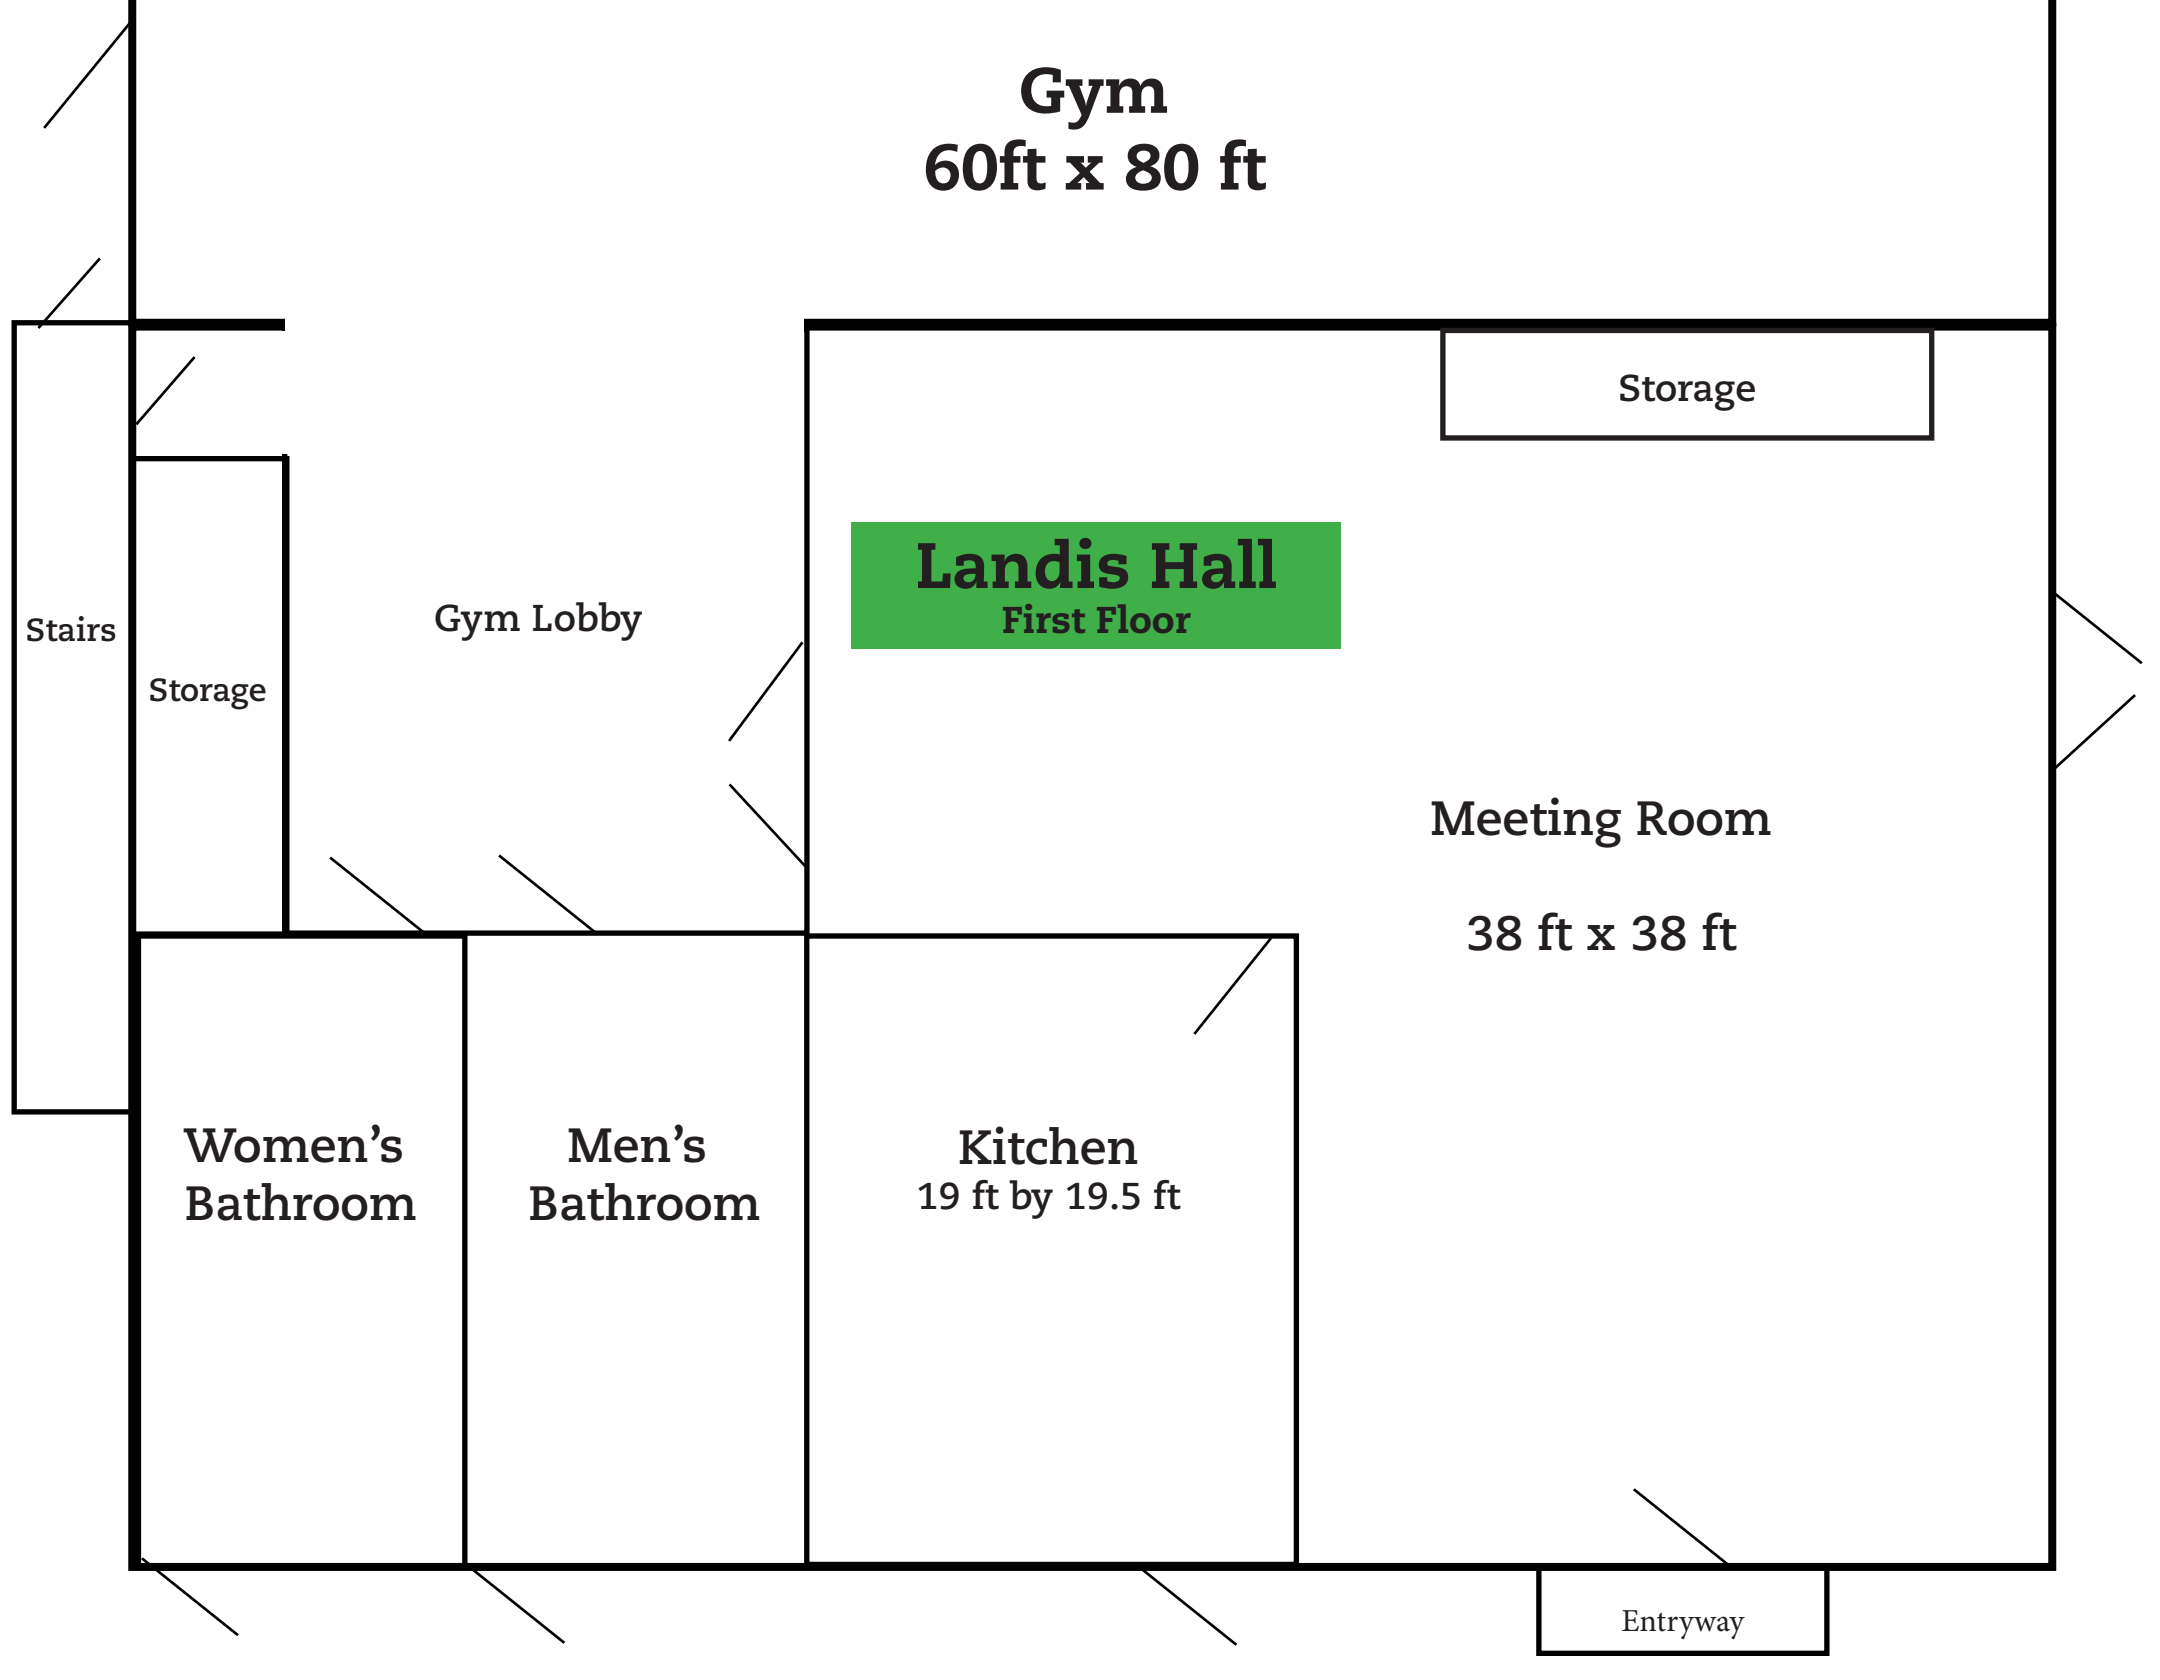 Gym
60ft x 80 ft
Storage
Landis Hall
First Floor
Gym Lobby
Stairs
Storage
Meeting Room
38 ft x 38 ft
Women’s
Bathroom
Men’s
Bathroom
Kitchen
19 ft by 19.5 ft
Entryway